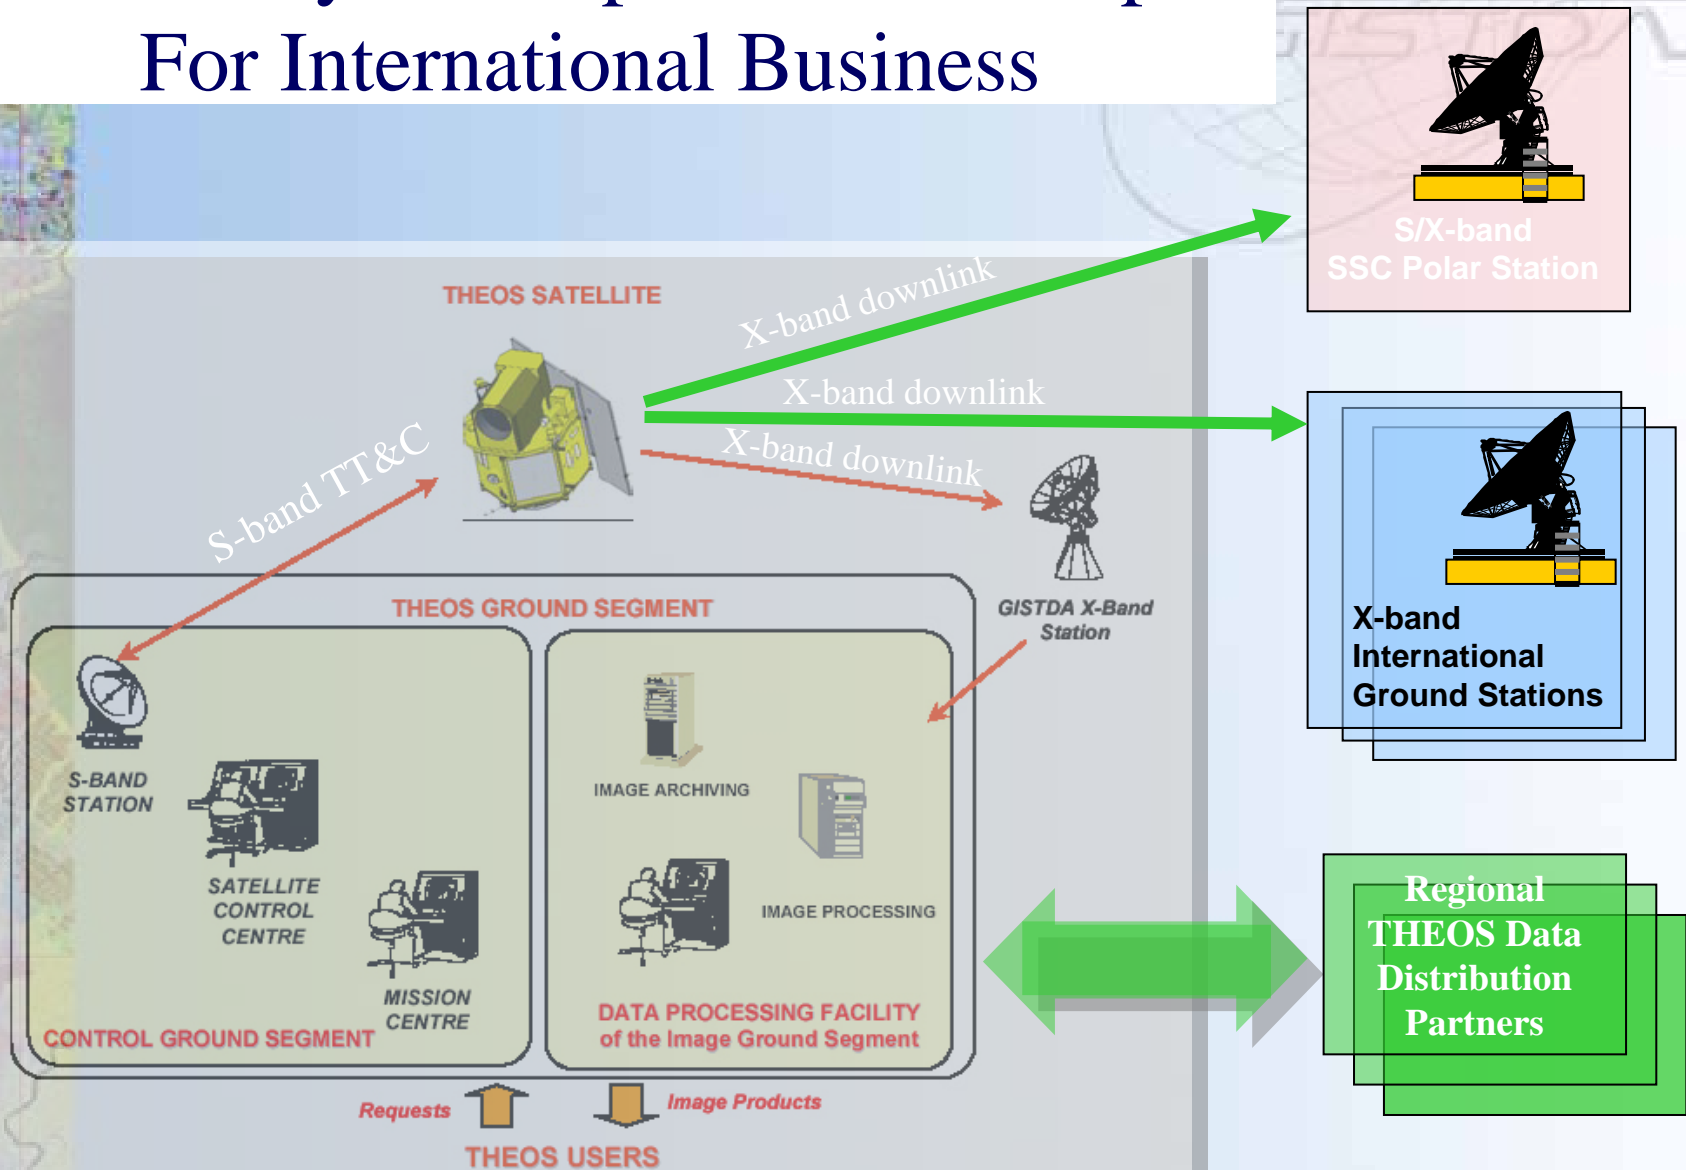 For International Business
S/X-band
SSC Polar Station
THEOS SATELLITE
X-band downlink
X-band downlink
X-band downlink
S-band TT&C
X-band
International
Ground Stations
GISTDA X-Band
Station
THEOS GROUND SEGMENT
S-BAND
STATION
SATELLITE
CONTROL
CENTRE
MISSION
CENTRE
CONTROL GROUND SEGMENT
IMAGE ARCHIVING
IMAGE PROCESSING
DATA PROCESSING FACILITY
of the Image Ground Segment
Regional
THEOS Data
Distribution
Partners
Requests
Image Products
THEOS USERS